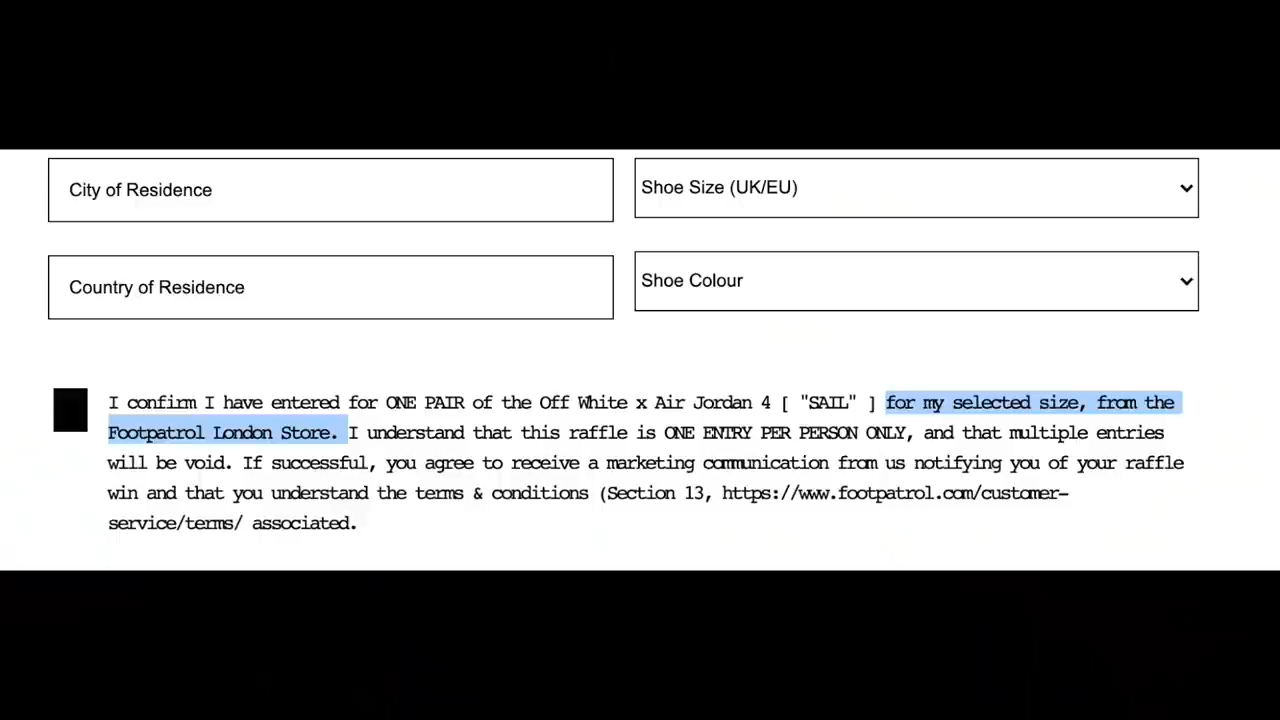 City of Residence
Shoe Size (UK/EU)
Country of Residence
Shoe Colour
I confirm I have entered for ONE PAIR of the Off White x Air Jordan 4 [ "SAIL" ] for my selected size, from the
Footpatrol London Store. I understand that this raffle is ONE ENTRY PER PERSON ONLY, and that multiple entries
will be void. If successful, you agree to receive a marketing communication from us notifying you of your raffle
win and that you understand the terms & conditions (Section 13, https://www.footpatrol.com/customer-
service/terms/ associated.